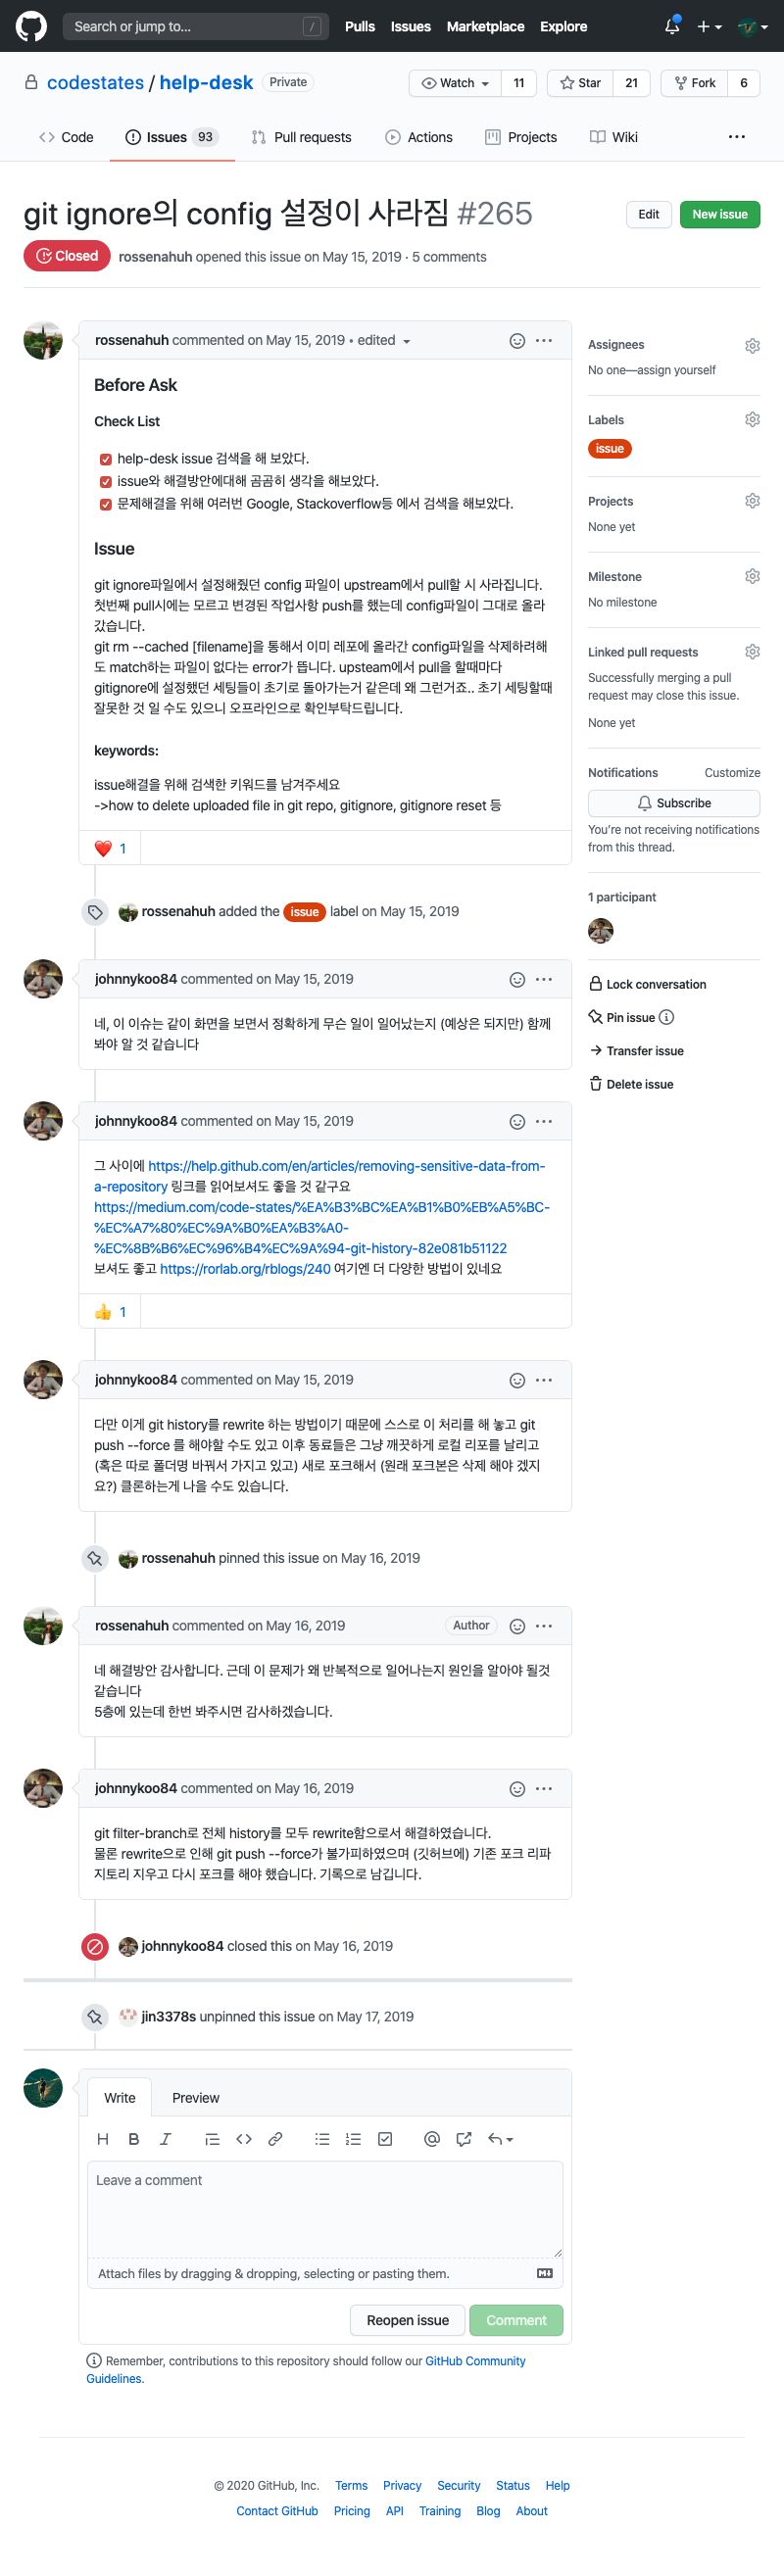 Search or jump to... /
Pulls Issues Marketplace Explore
codestates / help-desk Private
Watch 11 Star 21 Fork 6
Code Issues 93 Pull requests Actions Projects Wiki ...
git ignore의 config 설정이 사라짐 #265
Edit New issue
Closed rossenahuh opened this issue on May 15, 2019 · 5 comments
rossenahuh commented on May 15, 2019 • edited
Before Ask
Check List
help-desk issue 검색을 해 보았다.
issue와 해결방안에대해 곰곰히 생각을 해보았다.
문제해결을 위해 여러번 Google, Stackoverflow등 에서 검색을 해보았다.
Issue
git ignore파일에서 설정해줬던 config 파일이 upstream에서 pull할 시 사라집니다.
첫번째 pull시에는 모르고 변경된 작업사항 push를 했는데 config파일이 그대로 올라
갔습니다.
git rm --cached [filename]을 통해서 이미 레포에 올라간 config파일을 삭제하려해
도 match하는 파일이 없다는 error가 뜹니다. upsteam에서 pull을 할때마다
gitignore에 설정했던 세팅들이 초기로 돌아가는거 같은데 왜 그런거죠.. 초기 세팅할때
잘못한 것 일 수도 있으니 오프라인으로 확인부탁드립니다.
keywords:
issue해결을 위해 검색한 키워드를 남겨주세요
->how to delete uploaded file in git repo, gitignore, gitignore reset 등
1
rossenahuh added the issue label on May 15, 2019
johnnykoo84 commented on May 15, 2019
네, 이 이슈는 같이 화면을 보면서 정확하게 무슨 일이 일어났는지 (예상은 되지만) 함께
봐야 알 것 같습니다
johnnykoo84 commented on May 15, 2019
그 사이에 https://help.github.com/en/articles/removing-sensitive-data-from-
a-repository 링크를 읽어보셔도 좋을 것 같구요
https://medium.com/code-states/%EA%B3%BC%EA%B1%B0%EB%A5%BC-
%EC%A7%80%EC%9A%B0%EA%B3%A0-
%EC%8B%B6%EC%96%B4%EC%9A%94-git-history-82e081b51122
보셔도 좋고 https://rorlab.org/rblogs/240 여기엔 더 다양한 방법이 있네요
1
johnnykoo84 commented on May 15, 2019
다만 이게 git history를 rewrite 하는 방법이기 때문에 스스로 이 처리를 해 놓고 git
push --force 를 해야할 수도 있고 이후 동료들은 그냥 깨끗하게 로컬 리포를 날리고
(혹은 따로 폴더명 바꿔서 가지고 있고) 새로 포크해서 (원래 포크본은 삭제 해야 겠지
요?) 클론하는게 나을 수도 있습니다.
rossenahuh pinned this issue on May 16, 2019
rossenahuh commented on May 16, 2019 Author
네 해결방안 감사합니다. 근데 이 문제가 왜 반복적으로 일어나는지 원인을 알아야 될것
같습니다
5층에 있는데 한번 봐주시면 감사하겠습니다.
johnnykoo84 commented on May 16, 2019
git filter-branch로 전체 history를 모두 rewrite함으로서 해결하였습니다.
물론 rewrite으로 인해 git push --force가 불가피하였으며 (깃허브에) 기존 포크 리파
지토리 지우고 다시 포크를 해야 했습니다. 기록으로 남깁니다.
johnnykoo84 closed this on May 16, 2019
jin3378s unpinned this issue on May 17, 2019
Write Preview
H B I
Leave a comment
Attach files by dragging & dropping, selecting or pasting them.
Reopen issue Comment
Remember, contributions to this repository should follow our GitHub Community
Guidelines.
Assignees
No one—assign yourself
Labels
issue
Projects
None yet
Milestone
No milestone
Linked pull requests
Successfully merging a pull
request may close this issue.
None yet
Notifications Customize
Subscribe
You're not receiving notifications
from this thread.
1 participant
Lock conversation
Pin issue
Transfer issue
Delete issue
© 2020 GitHub, Inc. Terms Privacy Security Status Help
Contact GitHub Pricing API Training Blog About